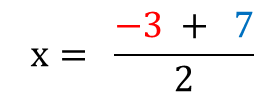 x = (−3 + 7) / 2